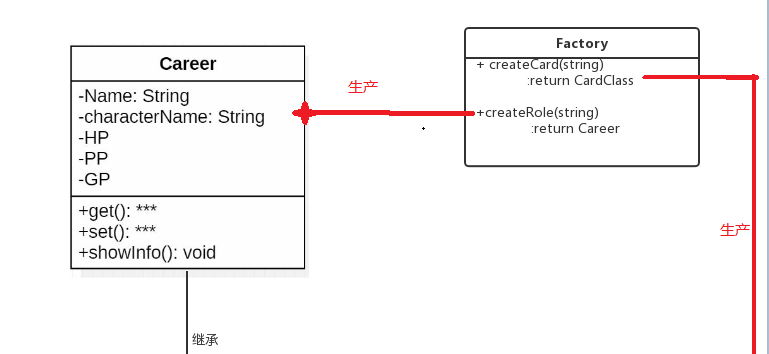 Career
-Name: String
-characterName: String
-HP
-PP
-GP
+get(): ***
+set(): ***
+showInfo(): void
继承
生产
Factory
+ createCard(string)
:return CardClass
+createRole(string)
:return Career
生产